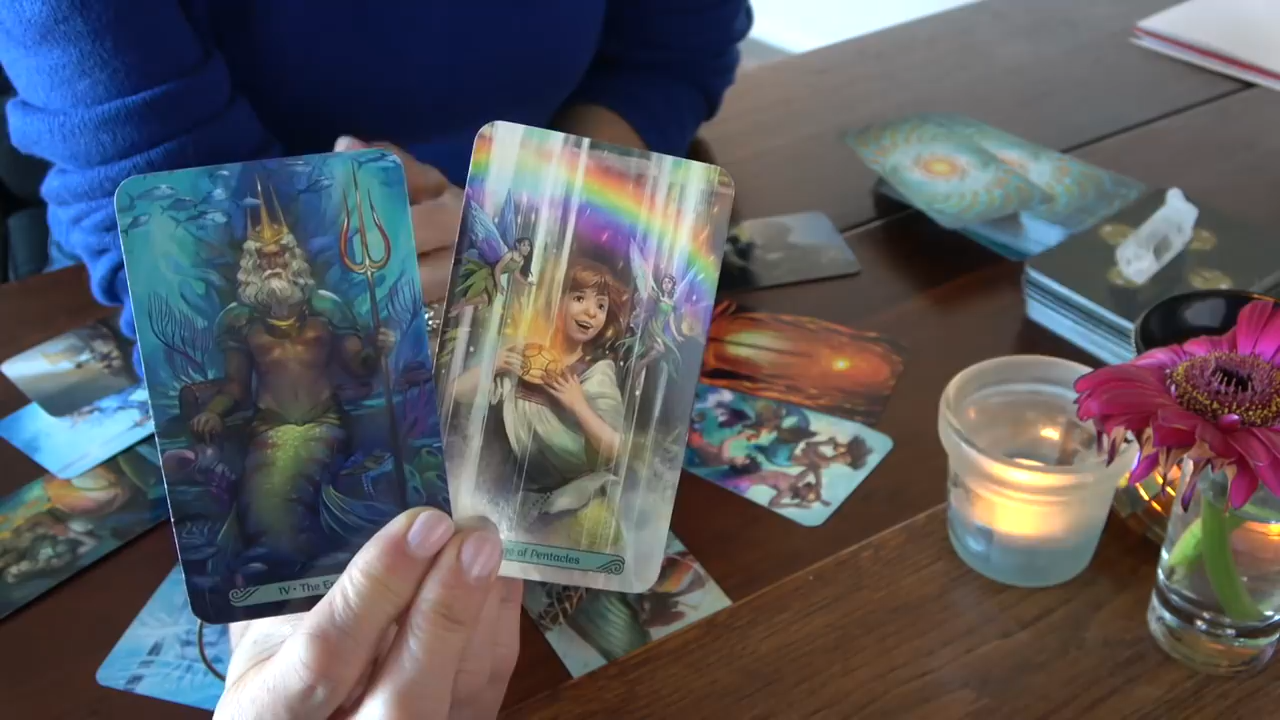 IV • The
of Pentacles